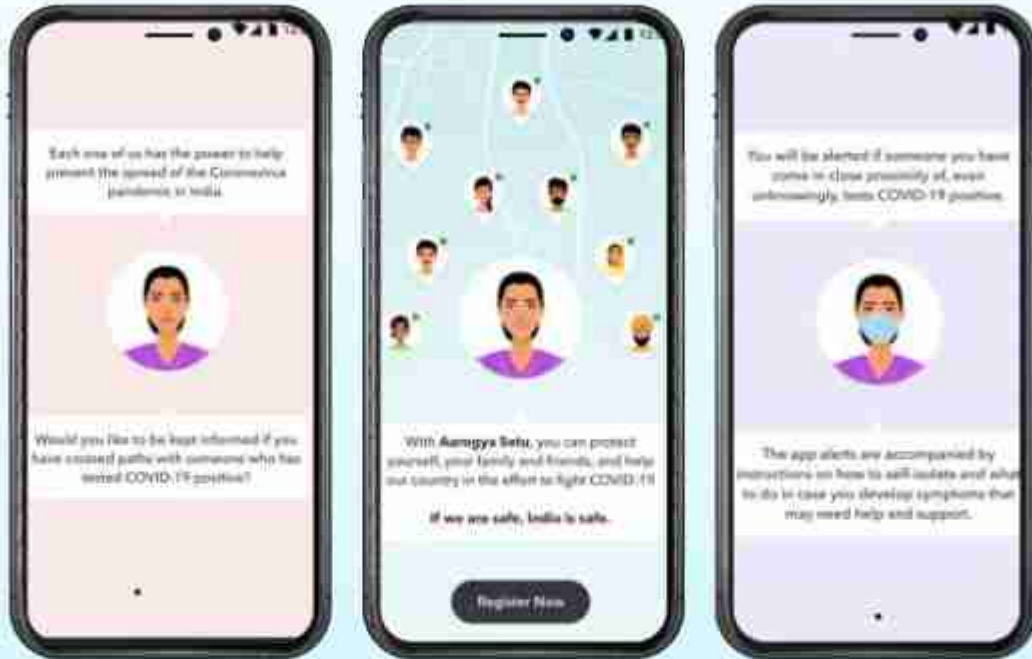 Each one of us has the power to help
prevent the spread of the Coronavirus
pandemic in India.
Would you like to be kept informed if you
have crossed paths with someone who has
tested COVID-19 positive?
With Aarogya Setu, you can protect
yourself, your family and friends, and help
our country in the effort to fight COVID-19
If we are safe, India is safe.
Register Now
You will be alerted if someone you have
come in close proximity of, even
unknowingly, tests COVID-19 positive.
The app alerts are accompanied by
instructions on how to self-isolate and what
to do in case you develop symptoms that
may need help and support.